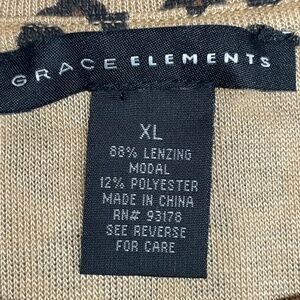 GRACE ELEMENTS
XL
88% LENZING
MODAL
12% POLYESTER
MADE IN CHINA
RN# 93178
SEE REVERSE
FOR CARE